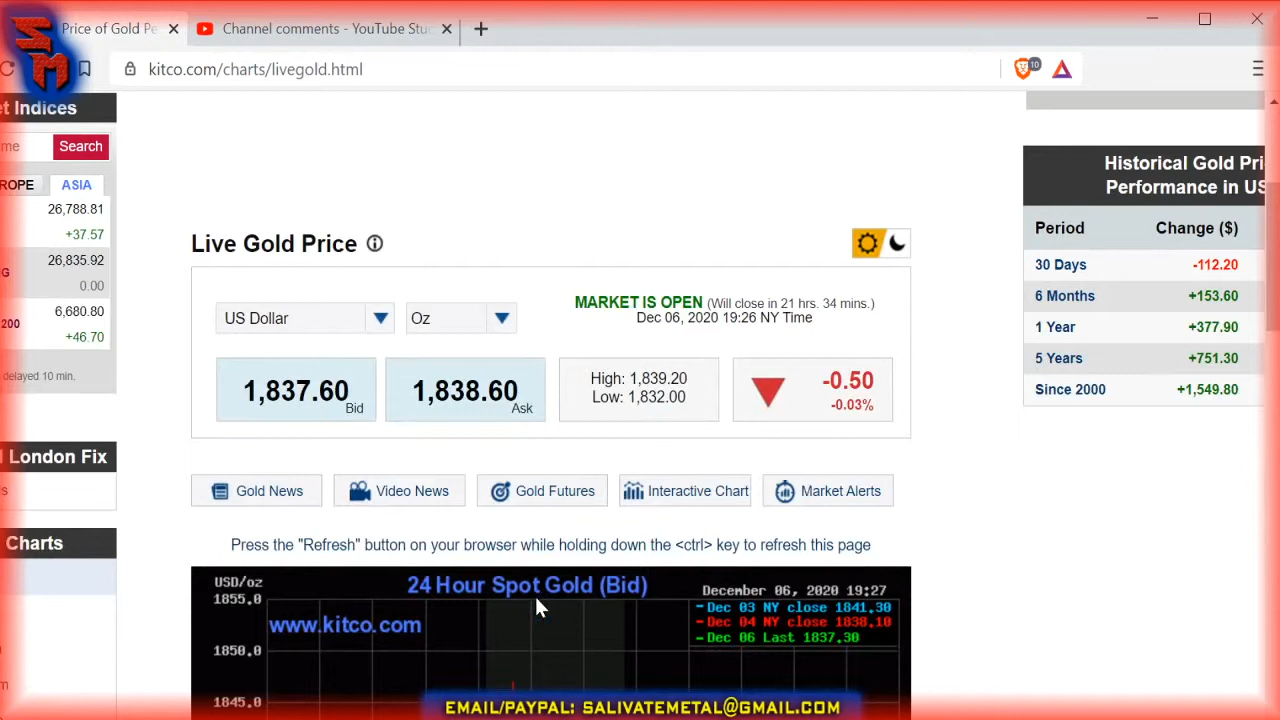 SM
Price of Gold Pe
Channel comments - YouTube Stu
kitco.com/charts/livegold.html
10
et Indices
me
Search
ROPE
ASIA
26,788.81
+37.57
26,835.92
G
0.00
6,680.80
200
+46.70
delayed 10 min.
l London Fix
s
Charts
m
Live Gold Price
US Dollar
Oz
MARKET IS OPEN (Will close in 21 hrs. 34 mins.)
Dec 06, 2020 19:26 NY Time
1,837.60
Bid
1,838.60
Ask
High: 1,839.20
Low: 1,832.00
-0.50
-0.03%
Gold News
Video News
Gold Futures
Interactive Chart
Market Alerts
Press the "Refresh" button on your browser while holding down the <ctrl> key to refresh this page
USD/oz
24 Hour Spot Gold (Bid)
December 06, 2020 19:27
1855.0
www.kitco.com
Dec 03 NY close 1841.30
Dec 04 NY close 1838.10
Dec 06 Last 1837.30
1850.0
1845.0
Historical Gold Pri
Performance in US
Period Change ($)
30 Days -112.20
6 Months +153.60
1 Year +377.90
5 Years +751.30
Since 2000 +1,549.80
EMAIL/PAYPAL: SALIVATEMETAL@GMAIL.COM